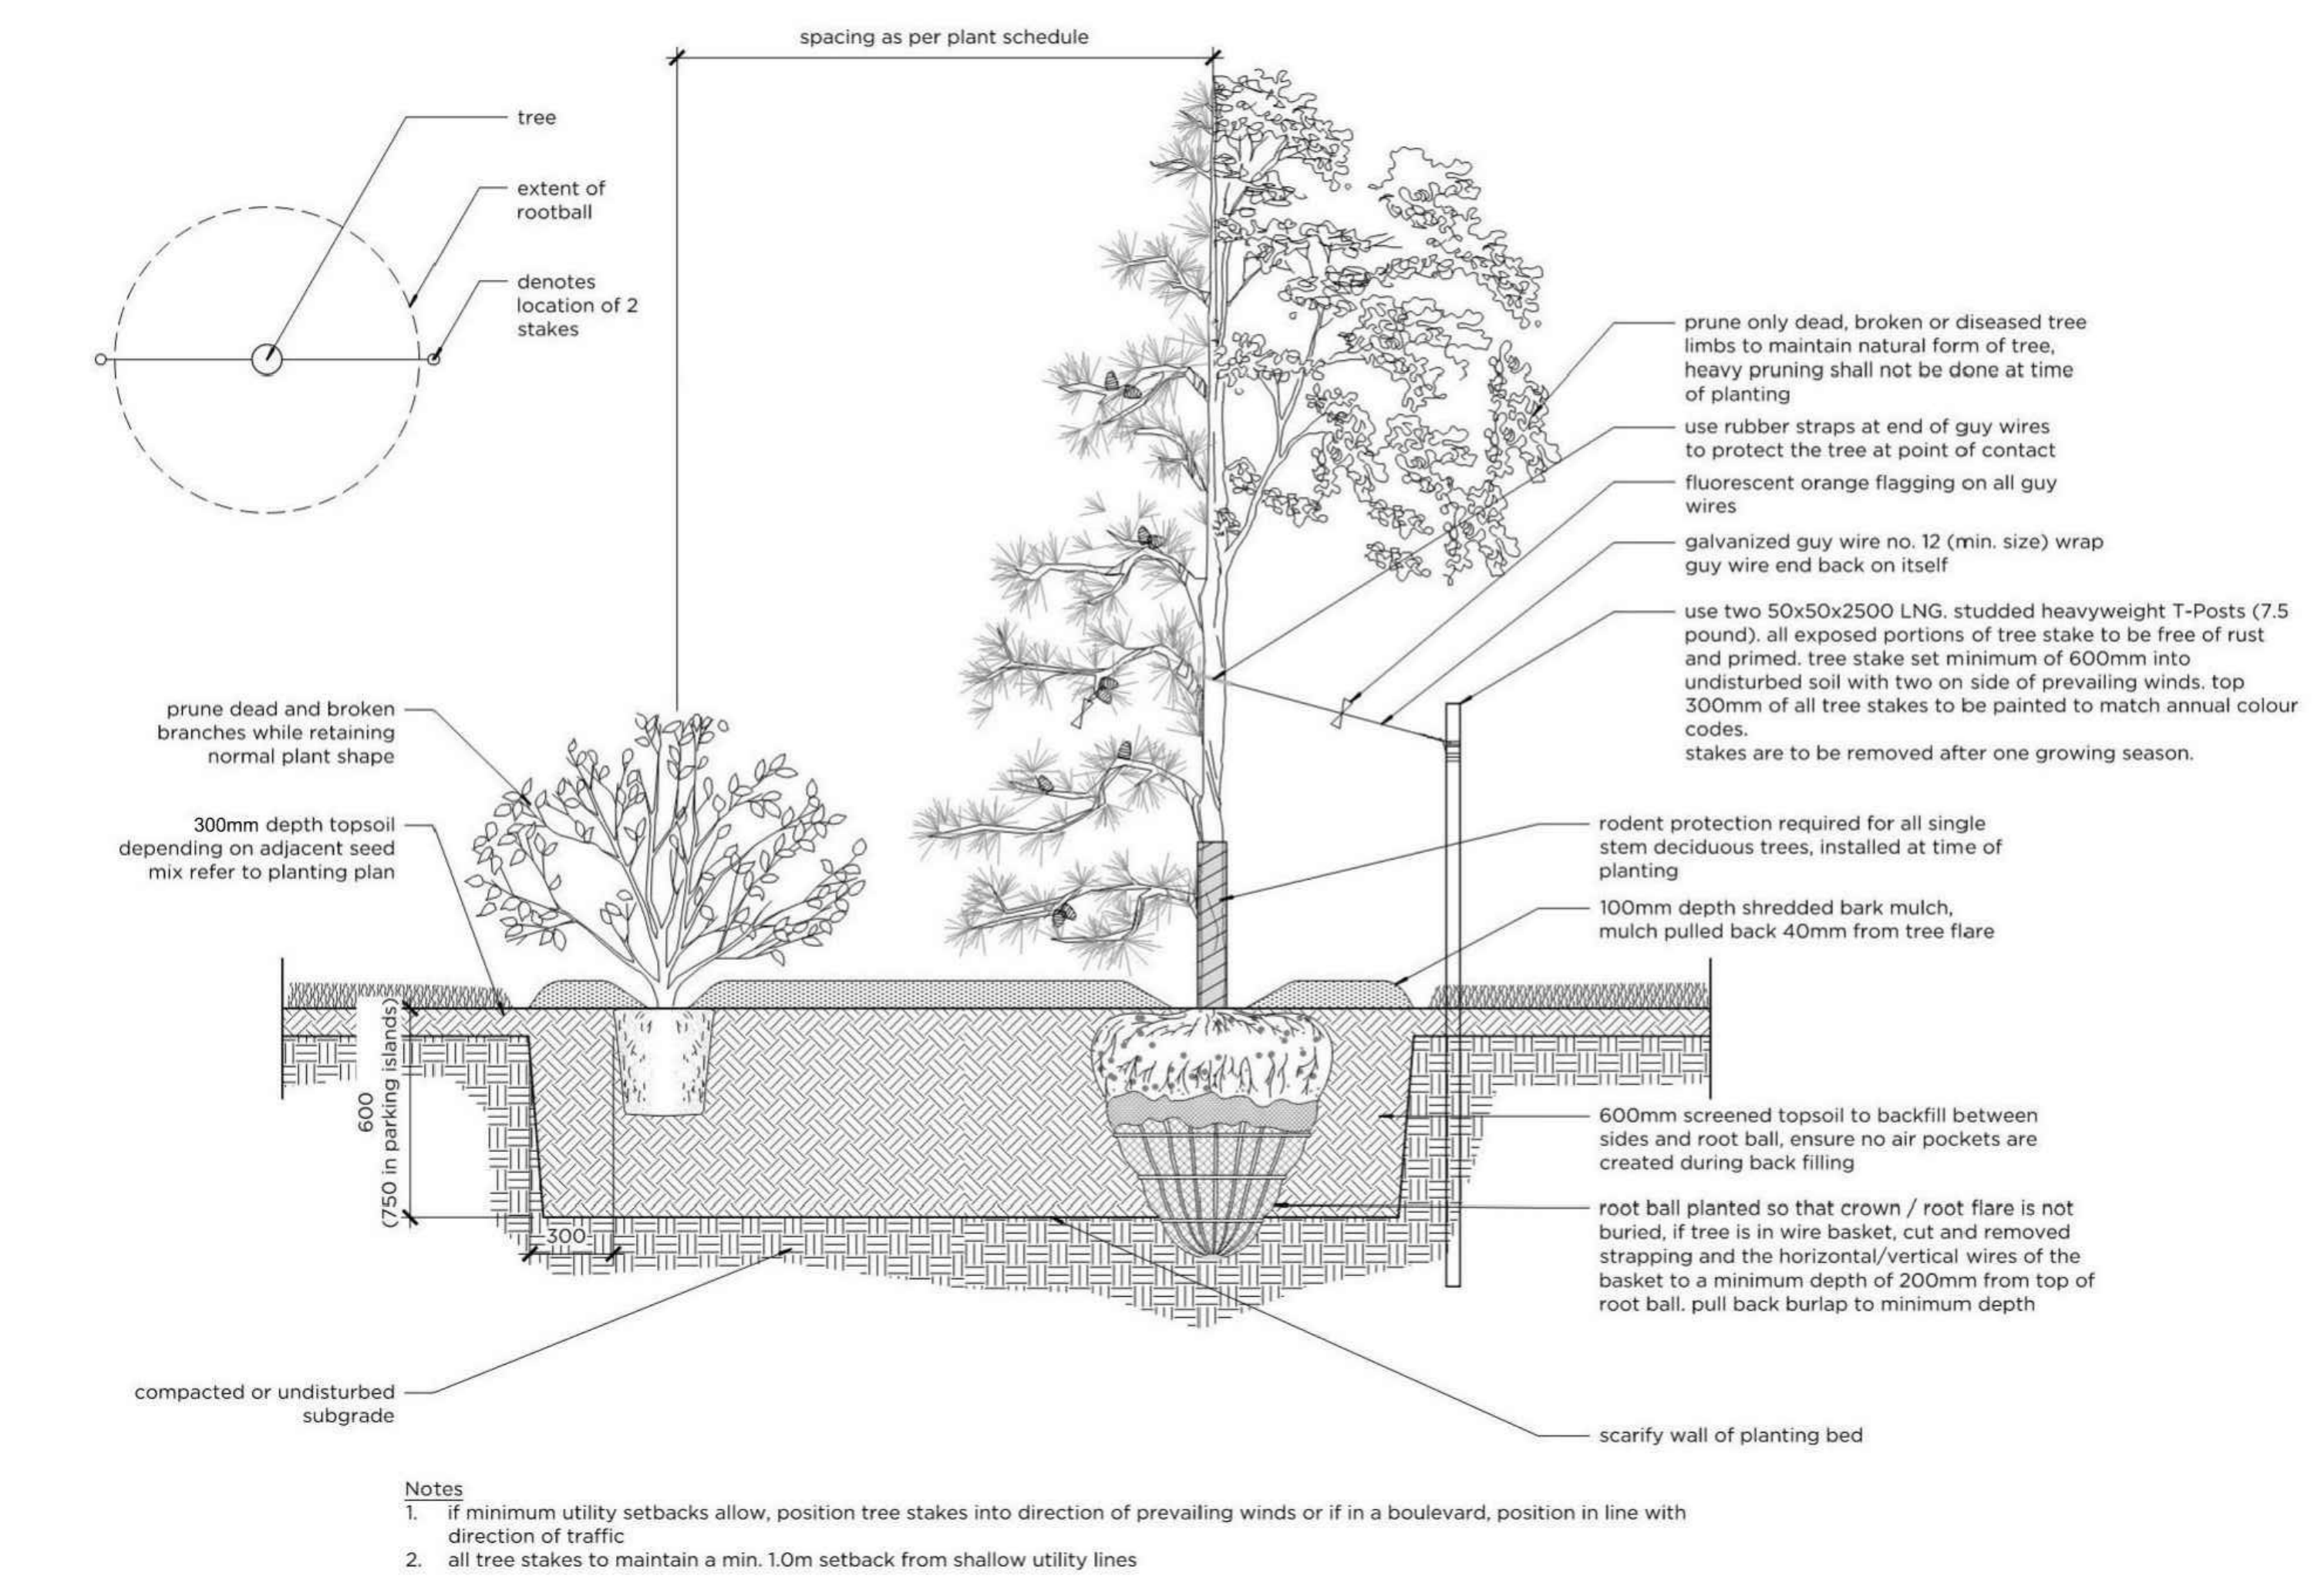 spacing as per plant schedule
tree
extent of
rootball
denotes
location of 2
stakes
prune only dead, broken or diseased tree
limbs to maintain natural form of tree,
heavy pruning shall not be done at time
of planting
use rubber straps at end of guy wires
to protect the tree at point of contact
fluorescent orange flagging on all guy
wires
galvanized guy wire no. 12 (min. size) wrap
guy wire end back on itself
use two 50x50x2500 LNG. studded heavyweight T-Posts (7.5
pound). all exposed portions of tree stake to be free of rust
and primed. tree stake set minimum of 600mm into
undisturbed soil with two on side of prevailing winds. top
300mm of all tree stakes to be painted to match annual colour
codes.
stakes are to be removed after one growing season.
prune dead and broken
branches while retaining
normal plant shape
300mm depth topsoil
depending on adjacent seed
mix refer to planting plan
rodent protection required for all single
stem deciduous trees, installed at time of
planting
100mm depth shredded bark mulch,
mulch pulled back 40mm from tree flare
600
(750 in parking islands)
300
600mm screened topsoil to backfill between
sides and root ball, ensure no air pockets are
created during back filling
root ball planted so that crown / root flare is not
buried, if tree is in wire basket, cut and removed
strapping and the horizontal/vertical wires of the
basket to a minimum depth of 200mm from top of
root ball. pull back burlap to minimum depth
compacted or undisturbed
subgrade
scarify wall of planting bed
Notes
1. if minimum utility setbacks allow, position tree stakes into direction of prevailing winds or if in a boulevard, position in line with
direction of traffic
2. all tree stakes to maintain a min. 1.0m setback from shallow utility lines